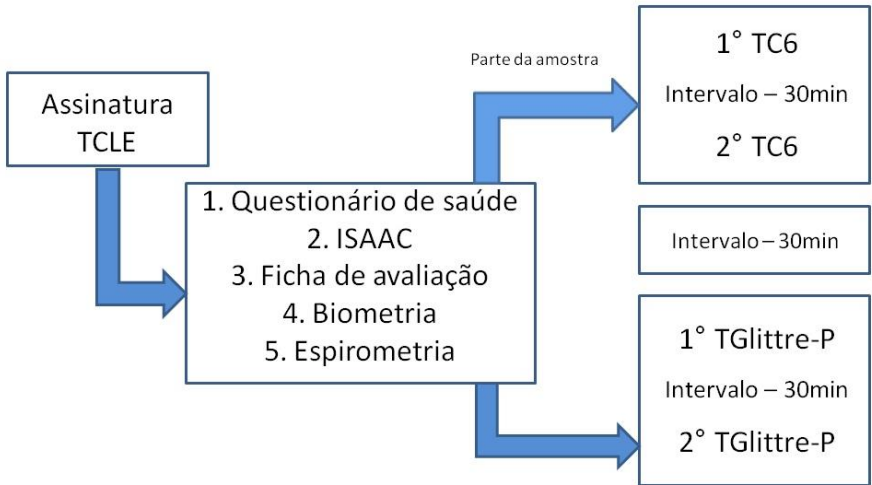 Assinatura
TCLE
1. Questionário de saúde
2. ISAAC
3. Ficha de avaliação
4. Biometria
5. Espirometria
Parte da amostra
1° TC6
Intervalo – 30min
2° TC6
Intervalo – 30min
1° TGlittre-P
Intervalo – 30min
2° TGlittre-P